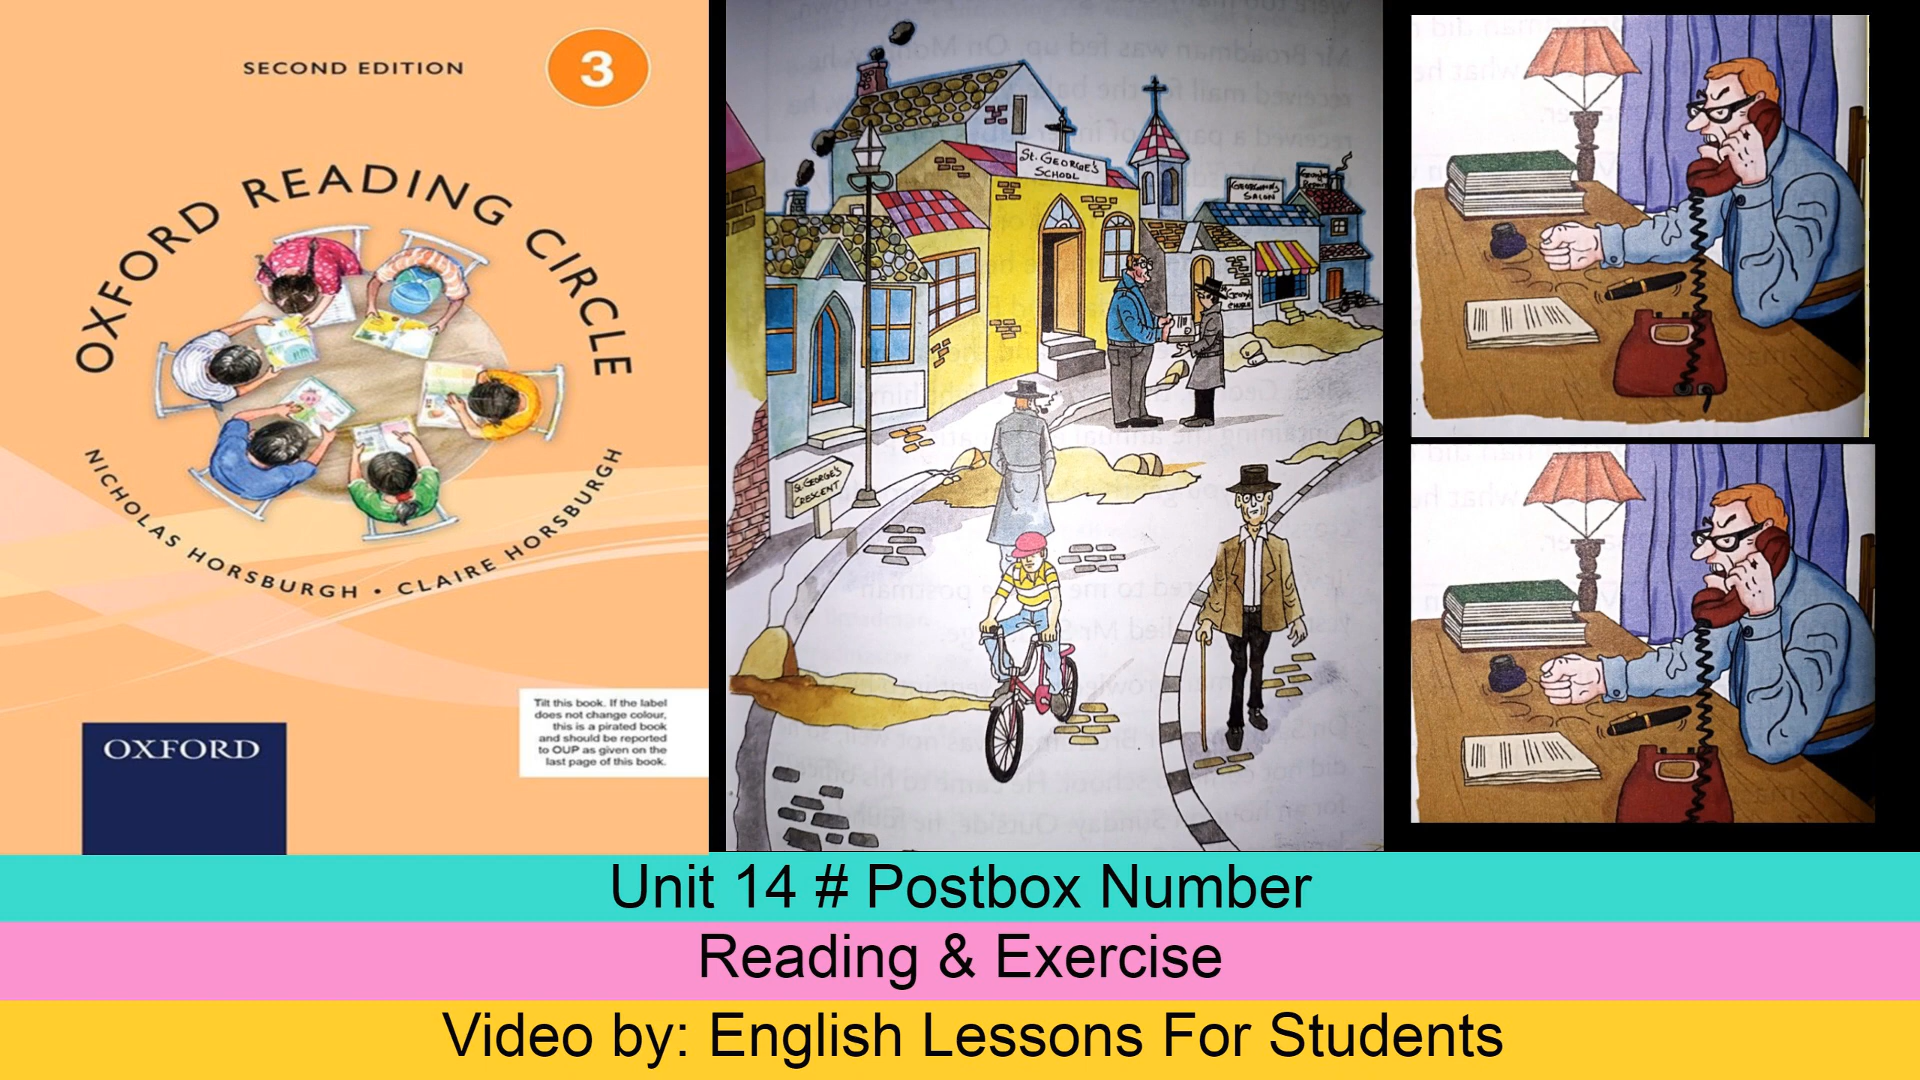 SECOND EDITION
3
OXFORD READING CIRCLE
NICHOLAS HORSBURGH • CLAIRE HORSBURGH
Tilt this book. If the label
does not change colour,
this is a pirated book
and should be reported
to OUP as given on the
last page of this book.
OXFORD
St. GEORGE'S
SCHOOL
SALON
St. GEORGE'S
CRESCENT
Unit 14 # Postbox Number
Reading & Exercise
Video by: English Lessons For Students